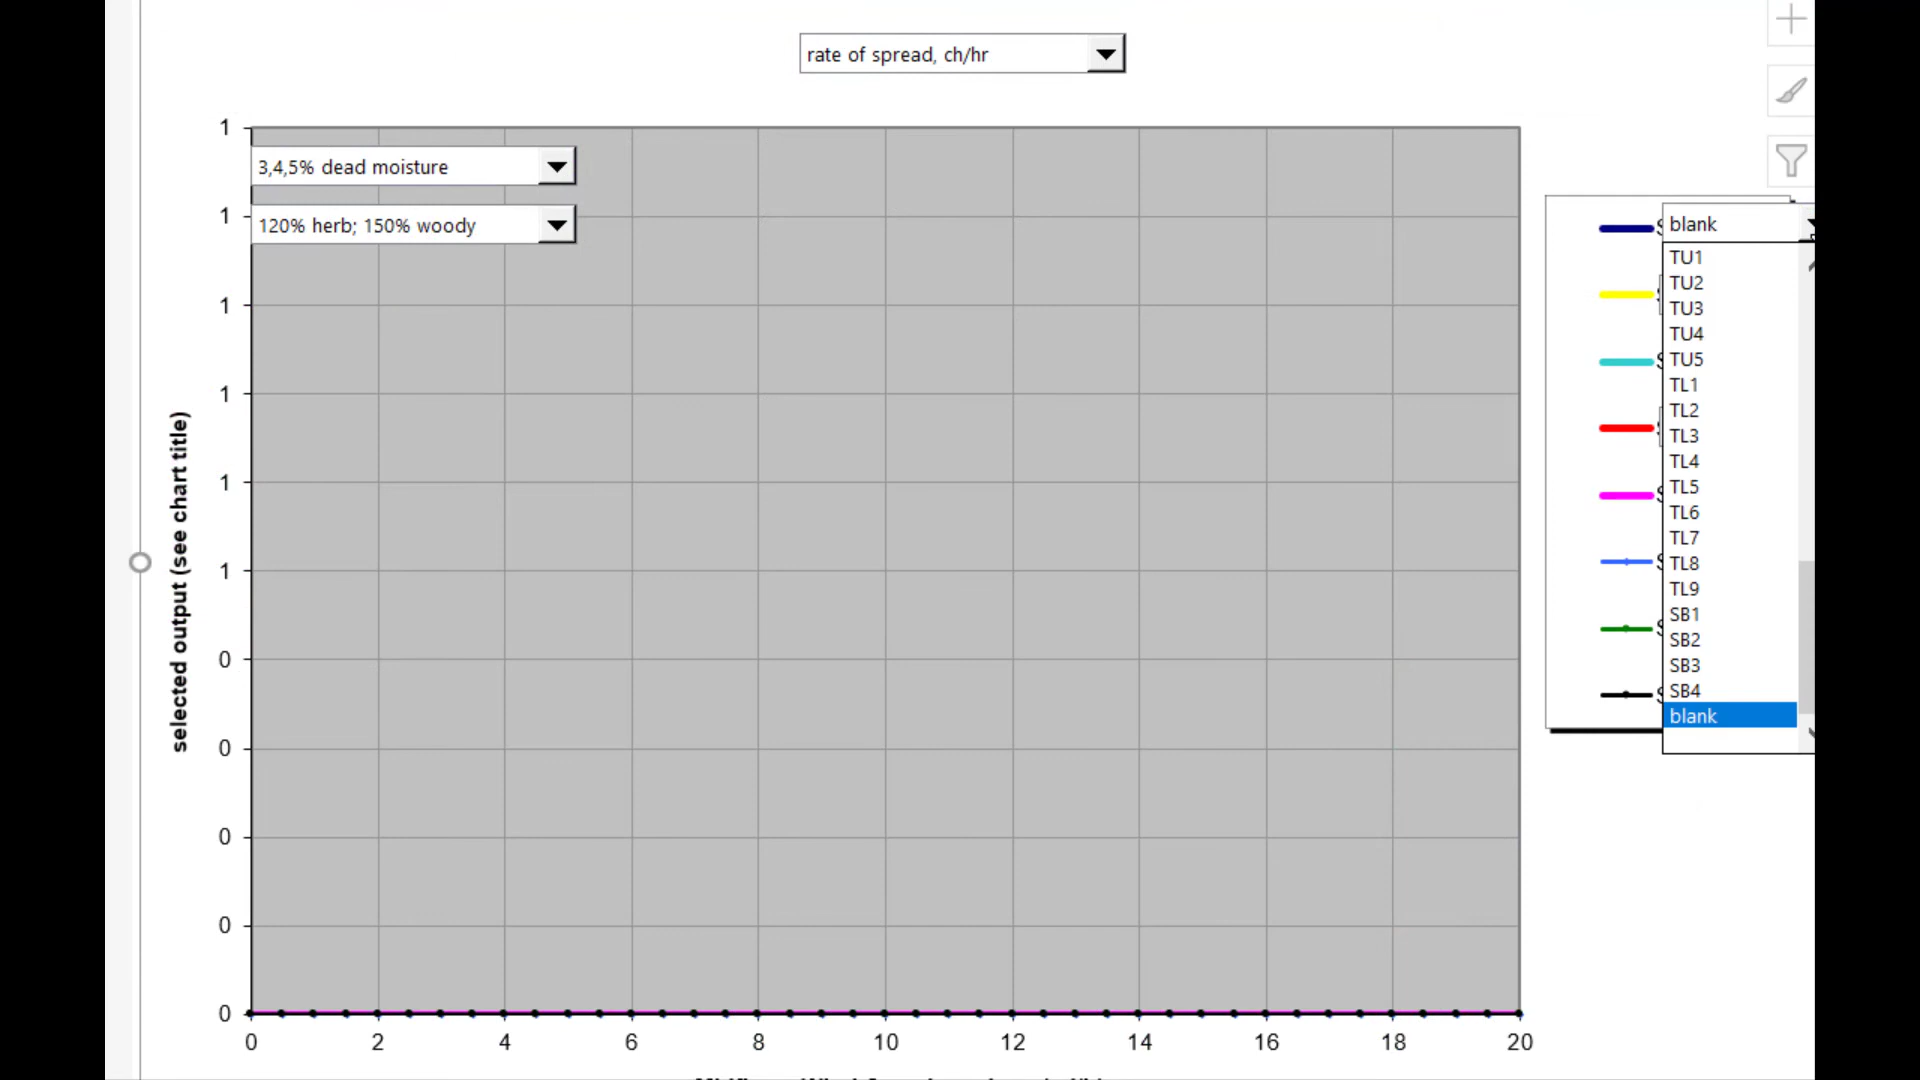 rate of spread, ch/hr
3,4,5% dead moisture
120% herb; 150% woody
selected output (see chart title)
1
1
1
1
1
1
0
0
0
0
0
0
2
4
6
8
10
12
14
16
18
20
blank
TU1
TU2
TU3
TU4
TU5
TL1
TL2
TL3
TL4
TL5
TL6
TL7
TL8
TL9
SB1
SB2
SB3
SB4
blank